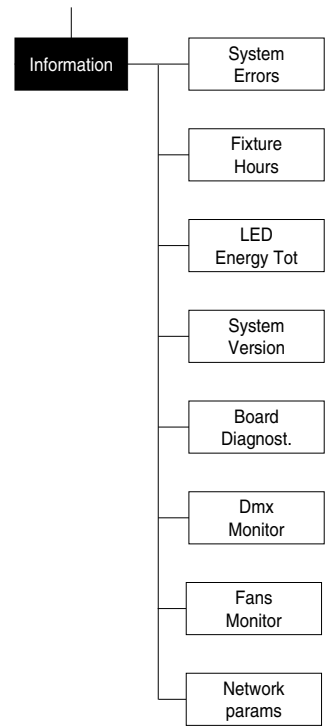 Information
System
Errors
Fixture
Hours
LED
Energy Tot
System
Version
Board
Diagnost.
Dmx
Monitor
Fans
Monitor
Network
params